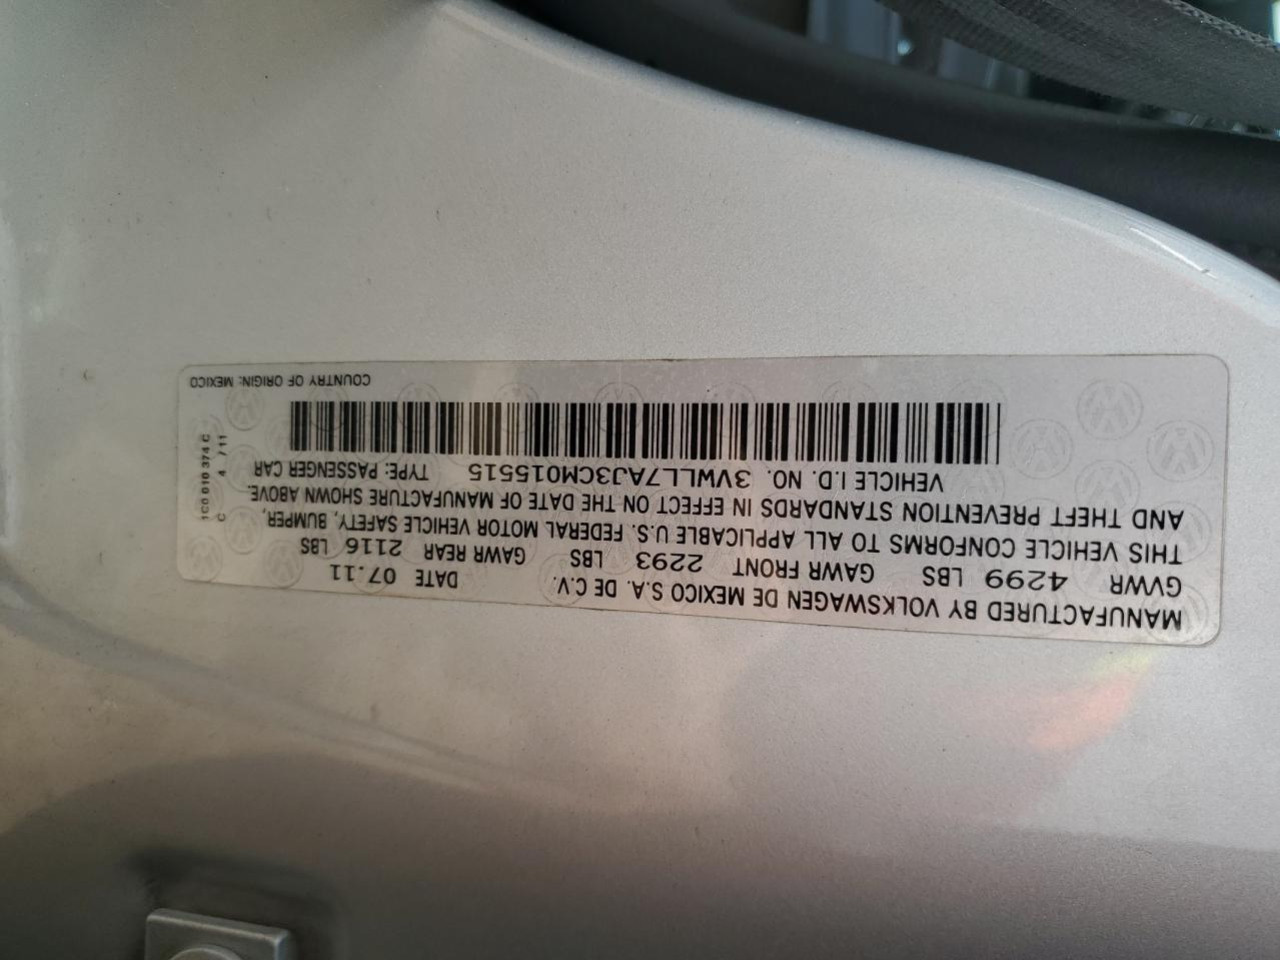 MANUFACTURED BY VOLKSWAGEN DE MEXICO S.A. DE C.V. DATE 07.11
GVWR 4299 LBS GAWR FRONT 2293 LBS GAWR REAR 2116 LBS
THIS VEHICLE CONFORMS TO ALL APPLICABLE U.S. FEDERAL MOTOR VEHICLE SAFETY, BUMPER,
AND THEFT PREVENTION STANDARDS IN EFFECT ON THE DATE OF MANUFACTURE SHOWN ABOVE.
VEHICLE I.D. NO. 3VWLL7AJ3CM015515 TYPE: PASSENGER CAR
COUNTRY OF ORIGIN: MEXICO
1C0 010 374 C
C 4 /11